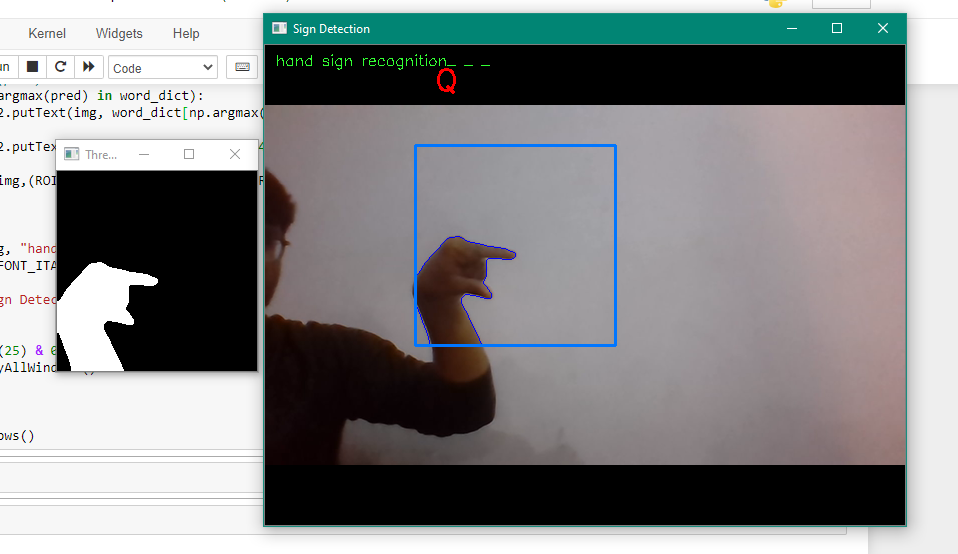 Kernel Widgets Help
un
Code
argmax(pred) in word_dict):
2.putText(img, word_dict[np.argmax(
2.putTex
img,(ROI
g, "hand
FONT_ITA
gn Detec
(25) & 0
yAllWind
ows()
Thre...
Sign Detection
hand sign recognition_ _ _
Q